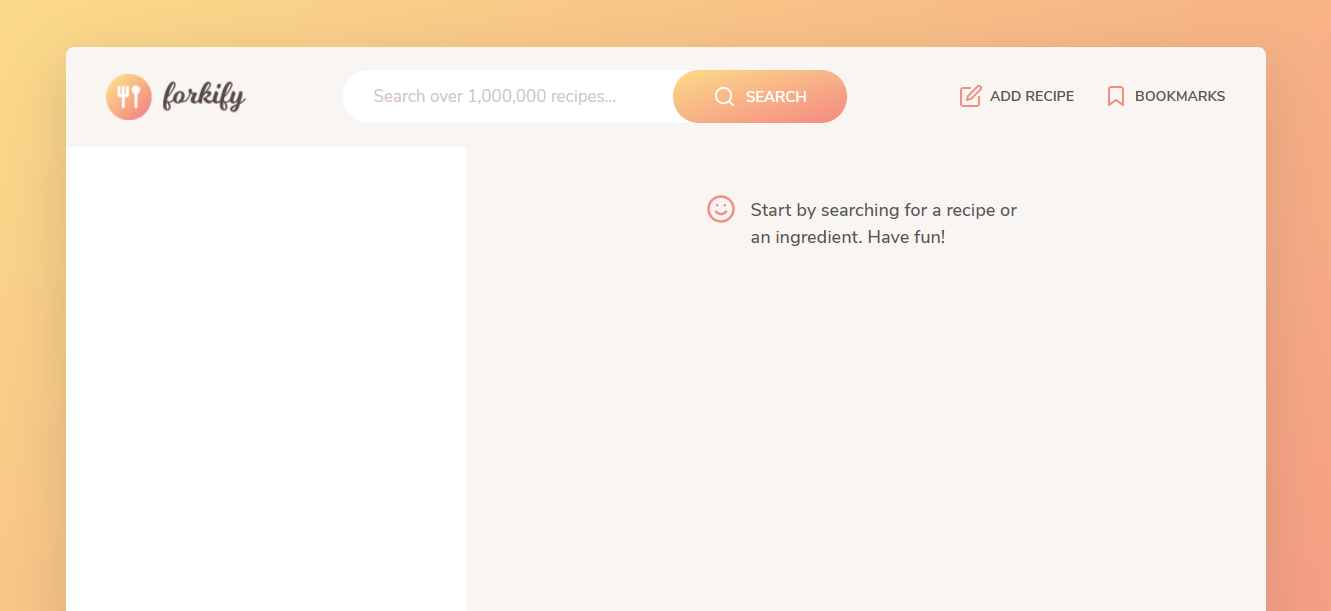 forkify
Search over 1,000,000 recipes...
SEARCH
ADD RECIPE
BOOKMARKS
Start by searching for a recipe or
an ingredient. Have fun!